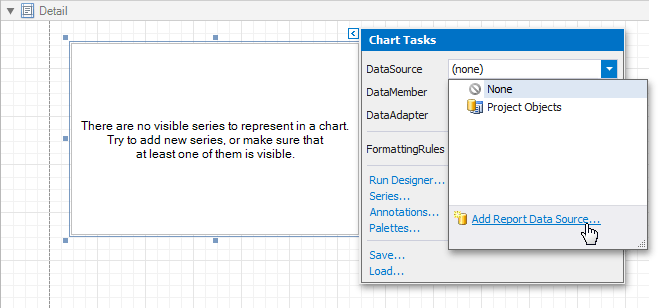 Detail
There are no visible series to represent in a chart.
Try to add new series, or make sure that
at least one of them is visible.
Chart Tasks
DataSource (none)
None
Project Objects
Add Report Data Source...
DataMember
DataAdapter
FormattingRules
Run Designer...
Series...
Annotations...
Palettes...
Save...
Load...